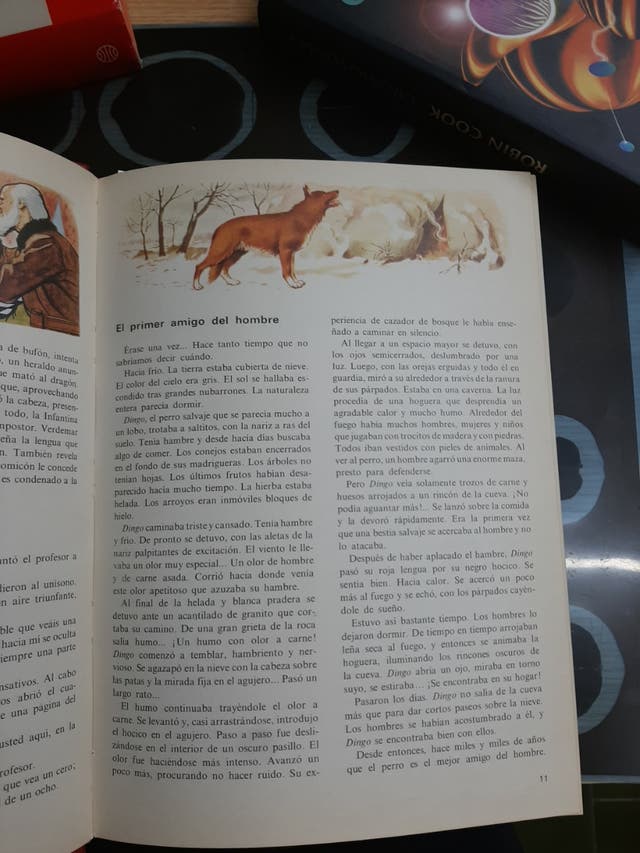 ROBIN COOK
a de bufón, intenta
, un heraldo anun-
que mató al dragón.
que, aprovechando
ó la cabeza, presen-
todo, la Infantina
mpostor. Verdemar
eña la lengua que
n. También revela
omicón le concede
es condenado a la
ntó el profesor a
dieron al unísono.
n aire triunfante,
ble que veáis una
hacia mí se oculta
iempre una parte
nsativos. Al cabo
os abrió el cua-
e una página del
usted aquí, en la
rofesor.
que vea un cero;
de un ocho.
El primer amigo del hombre
Érase una vez... Hace tanto tiempo que no
sabríamos decir cuándo.
Hacía frío. La tierra estaba cubierta de nieve.
El color del cielo era gris. El sol se hallaba es-
condido tras grandes nubarrones. La naturaleza
entera parecía dormir.
Dingo, el perro salvaje que se parecía mucho a
un lobo, trotaba a saltitos, con la nariz a ras del
suelo. Tenía hambre y desde hacía días buscaba
algo de comer. Los conejos estaban encerrados
en el fondo de sus madrigueras. Los árboles no
tenían hojas. Los últimos frutos habían desa-
parecido hacía mucho tiempo. La hierba estaba
helada. Los arroyos eran inmóviles bloques de
hielo.
Dingo caminaba triste y cansado. Tenía hambre
y frío. De pronto se detuvo, con las aletas de la
nariz palpitantes de excitación. El viento le lle-
vaba un olor muy especial... Un olor de hombre
y de carne asada. Corrió hacia donde venía
este olor apetitoso que azuzaba su hambre.
Al final de la helada y blanca pradera se
detuvo ante un acantilado de granito que cor-
taba su camino. De una gran grieta de la roca
salía humo... ¡Un humo con olor a carne!
Dingo comenzó a temblar, hambriento y ner-
vioso. Se agazapó en la nieve con la cabeza sobre
las patas y la mirada fija en el agujero... Pasó un
largo rato...
El humo continuaba trayéndole el olor a
carne. Se levantó y, casi arrastrándose, introdujo
el hocico en el agujero. Paso a paso fue desli-
zándose en el interior de un oscuro pasillo. El
olor fue haciéndose más intenso. Avanzó un
poco más, procurando no hacer ruido. Su ex-
periencia de cazador de bosque le había ense-
ñado a caminar en silencio.
Al llegar a un espacio mayor se detuvo, con
los ojos semicerrados, deslumbrado por una
luz. Luego, con las orejas erguidas y todo él en
guardia, miró a su alrededor a través de la ranura
de sus párpados. Estaba en una caverna. La luz
procedía de una hoguera que desprendía un
agradable calor y mucho humo. Alrededor del
fuego había muchos hombres, mujeres y niños
que jugaban con trocitos de madera y con piedras.
Todos iban vestidos con pieles de animales. Al
ver al perro, un hombre agarró una enorme maza,
presto para defenderse.
Pero Dingo veía solamente trozos de carne y
huesos arrojados a un rincón de la cueva. ¡No
podía aguantar más!... Se lanzó sobre la comida
y la devoró rápidamente. Era la primera vez
que una bestia salvaje se acercaba al hombre y no
lo atacaba.
Después de haber aplacado el hambre, Dingo
pasó su roja lengua por su negro hocico. Se
sentía bien. Hacía calor. Se acercó un poco
más al fuego y se echó, con los párpados cayén-
dole de sueño.
Estuvo así bastante tiempo. Los hombres lo
dejaron dormir. De tiempo en tiempo arrojaban
leña seca al fuego, y entonces se animaba la
hoguera, iluminando los rincones oscuros de
la cueva. Dingo abría un ojo, miraba en torno
suyo, se estiraba... ¡Se encontraba en su hogar!
Pasaron los días. Dingo no salía de la cueva
más que para dar cortos paseos sobre la nieve.
Los hombres se habían acostumbrado a él, y
Dingo se encontraba bien con ellos.
Desde entonces, hace miles y miles de años
que el perro es el mejor amigo del hombre.
11